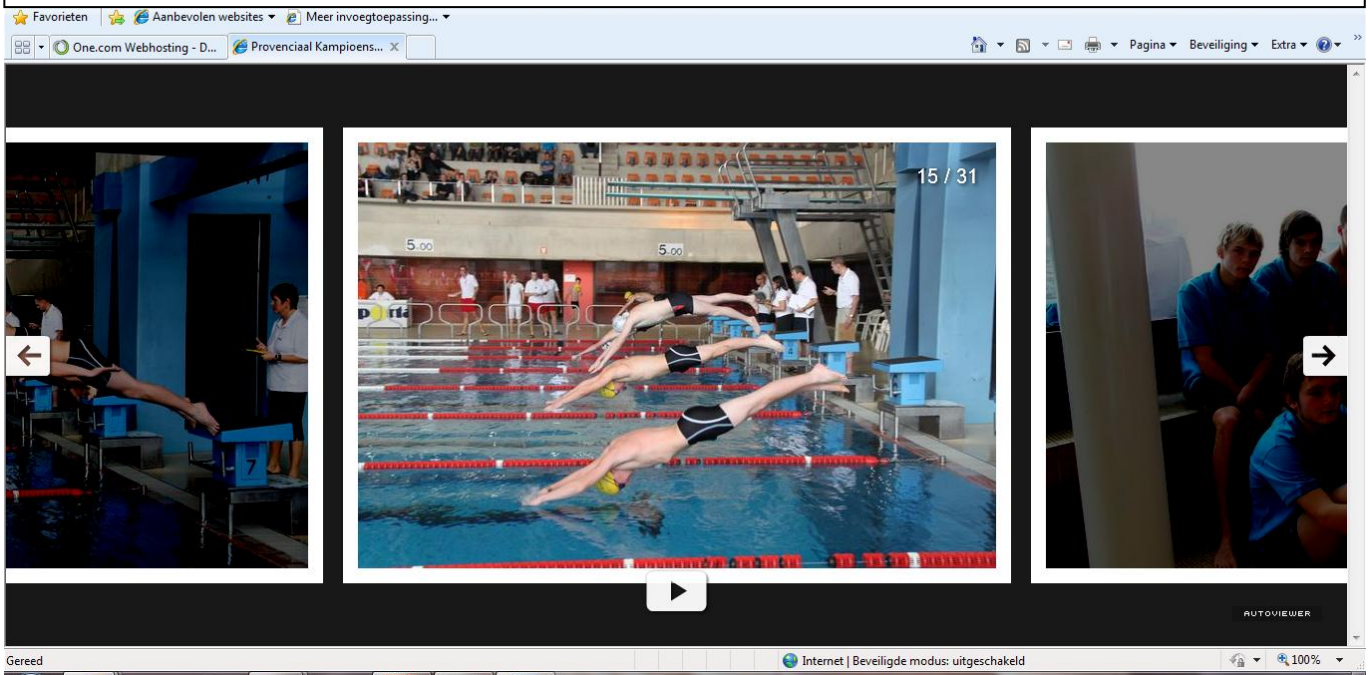 Favorieten Aanbevolen websites Meer invoegtoepassing...
One.com Webhosting - D... Provenciaal Kampioens... X Pagina Beveiliging Extra
15 / 31
5.00 5.00
7
AUTOVIEWER
Gereed Internet | Beveiligde modus: uitgeschakeld 100%